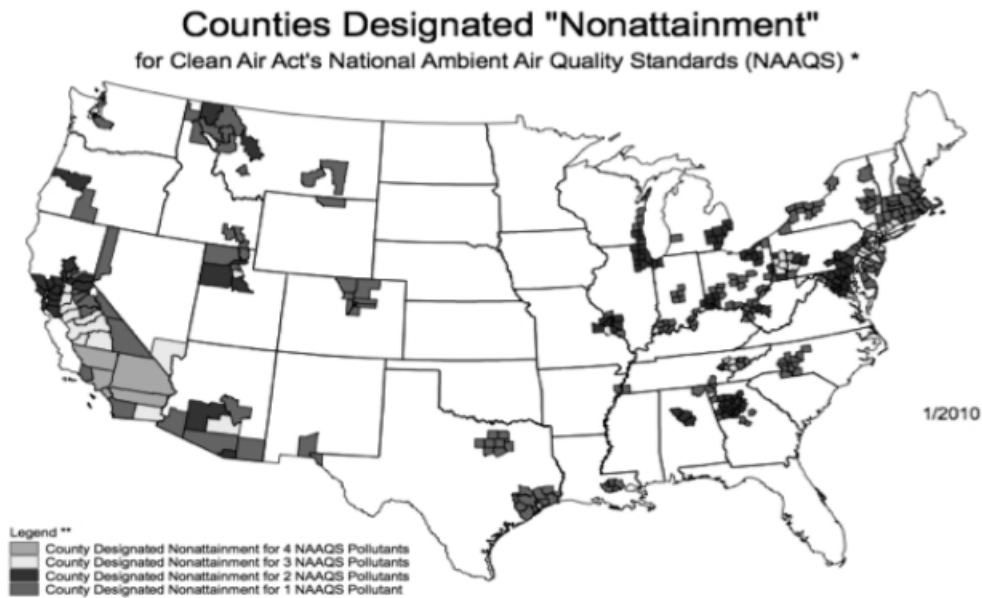 Counties Designated "Nonattainment"
for Clean Air Act's National Ambient Air Quality Standards (NAAQS) *
1/2010
Legend **
County Designated Nonattainment for 4 NAAQS Pollutants
County Designated Nonattainment for 3 NAAQS Pollutants
County Designated Nonattainment for 2 NAAQS Pollutants
County Designated Nonattainment for 1 NAAQS Pollutant